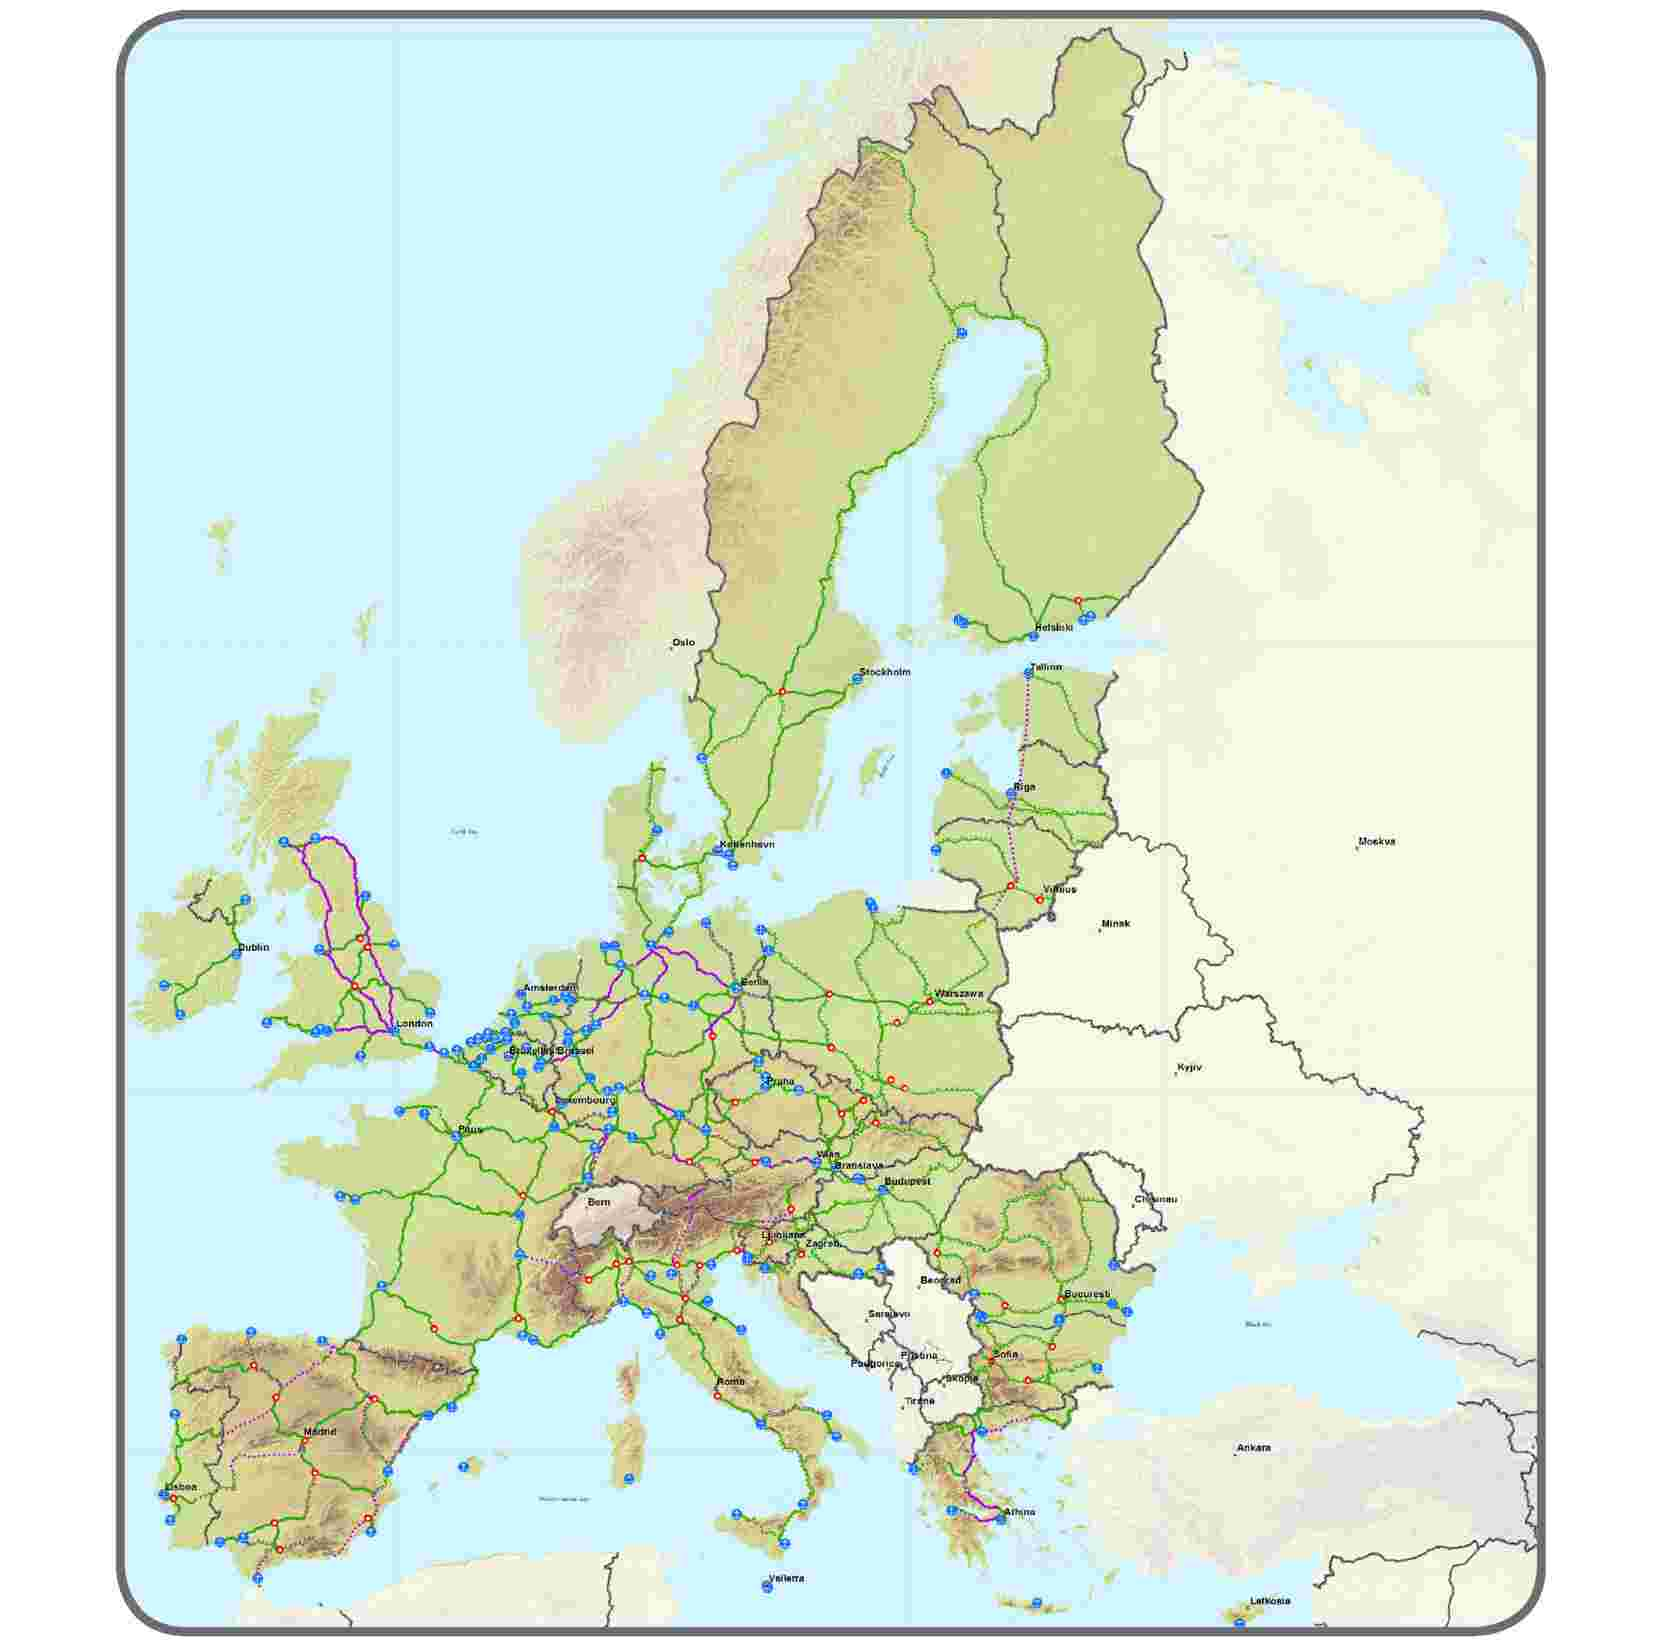 Oslo
Helsinki
Stockholm
Tallinn
Riga
Moskva
København
Vilnius
Minsk
Dublin
Amsterdam
Berlin
Warszawa
London
Bruxelles/Brussel
Kyjiv
Praha
Luxembourg
Paris
Wien
Bratislava
Budapest
Bern
Chisinau
Ljubljana
Zagreb
Beograd
Bucuresti
Sarajevo
Pristina
Sofia
Podgorica
Skopje
Roma
Tirana
Madrid
Ankara
Lisboa
Athina
Valletta
Lefkosia